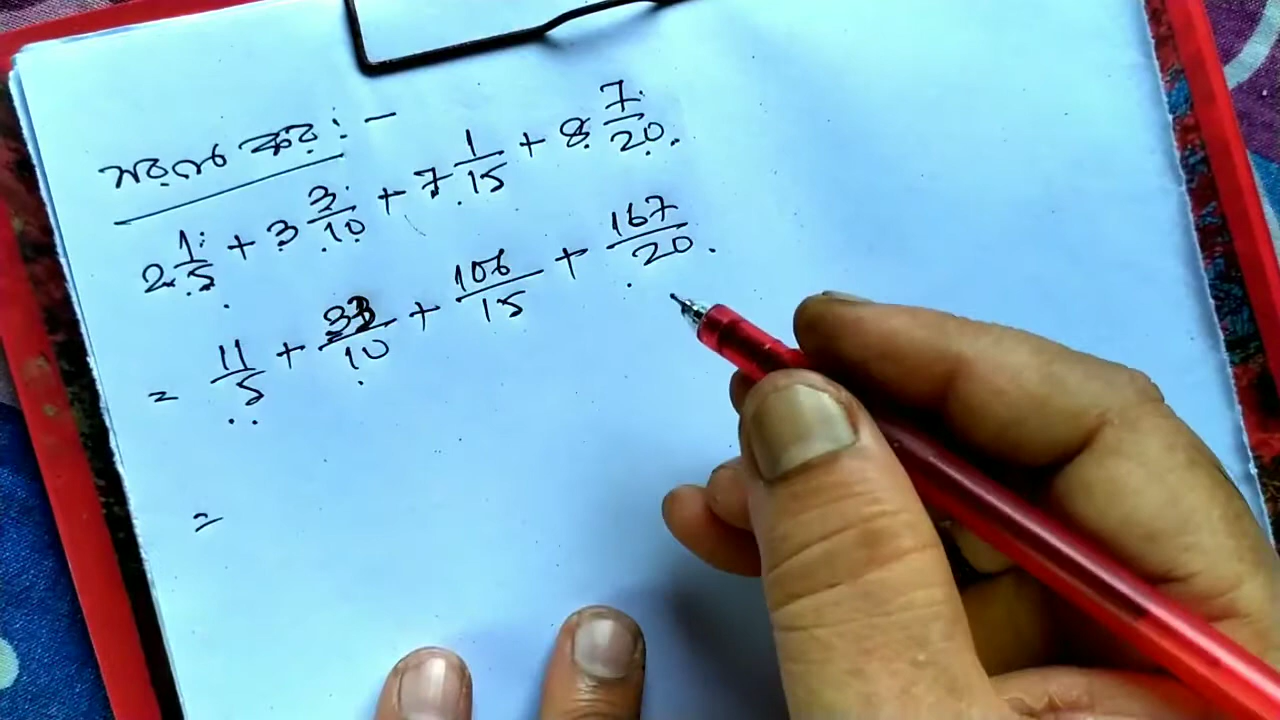 সরল কর : -
2 1/5 + 3 3/10 + 7 1/15 + 8 7/20.
= 11/5 + 33/10 + 106/15 + 167/20.
=